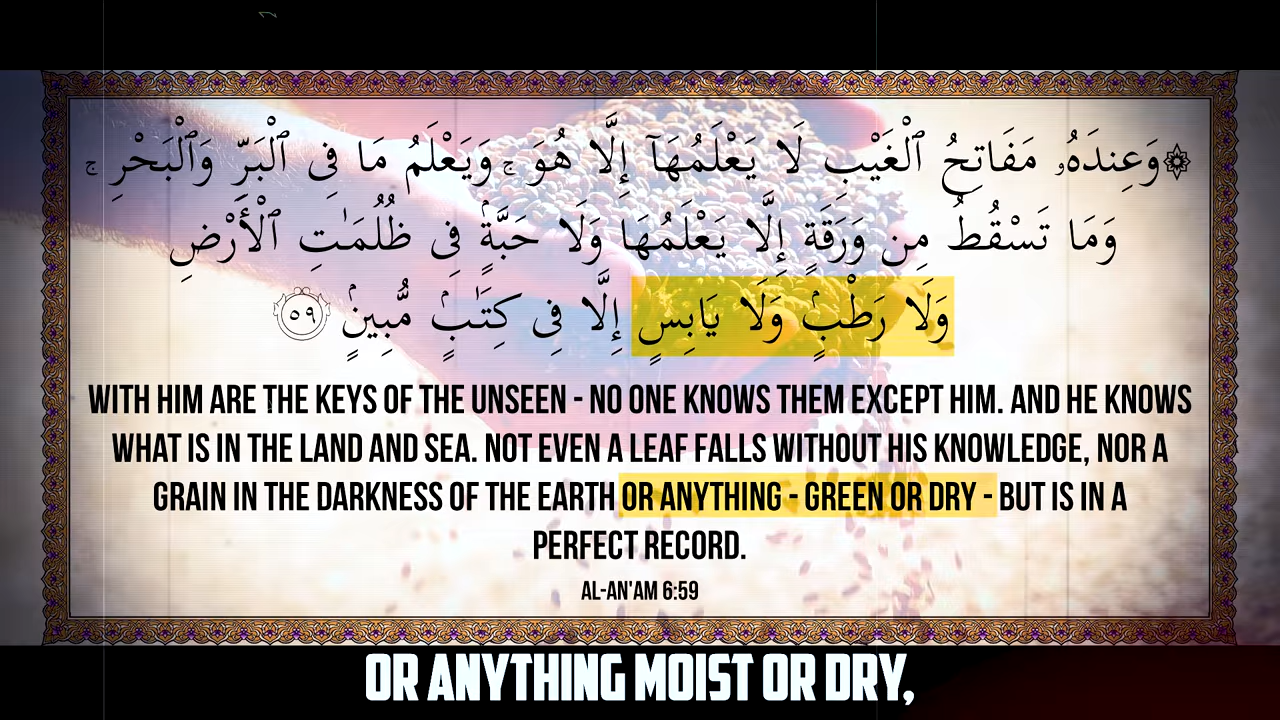 ۞وَعِندَهُۥ مَفَاتِحُ ٱلْغَيْبِ لَا يَعْلَمُهَآ إِلَّا هُوَ ۚ وَيَعْلَمُ مَا فِى ٱلْبَرِّ وَٱلْبَحْرِ ۚ
وَمَا تَسْقُطُ مِن وَرَقَةٍ إِلَّا يَعْلَمُهَا وَلَا حَبَّةٍۢ فِى ظُلُمَـٰتِ ٱلْأَرْضِ
وَلَا رَطْبٍۢ وَلَا يَابِسٍ إِلَّا فِى كِتَـٰبٍۢ مُّبِينٍۢ ٥٩
WITH HIM ARE THE KEYS OF THE UNSEEN - NO ONE KNOWS THEM EXCEPT HIM. AND HE KNOWS
WHAT IS IN THE LAND AND SEA. NOT EVEN A LEAF FALLS WITHOUT HIS KNOWLEDGE, NOR A
GRAIN IN THE DARKNESS OF THE EARTH OR ANYTHING - GREEN OR DRY - BUT IS IN A
PERFECT RECORD.
AL-AN'AM 6:59
OR ANYTHING MOIST OR DRY,